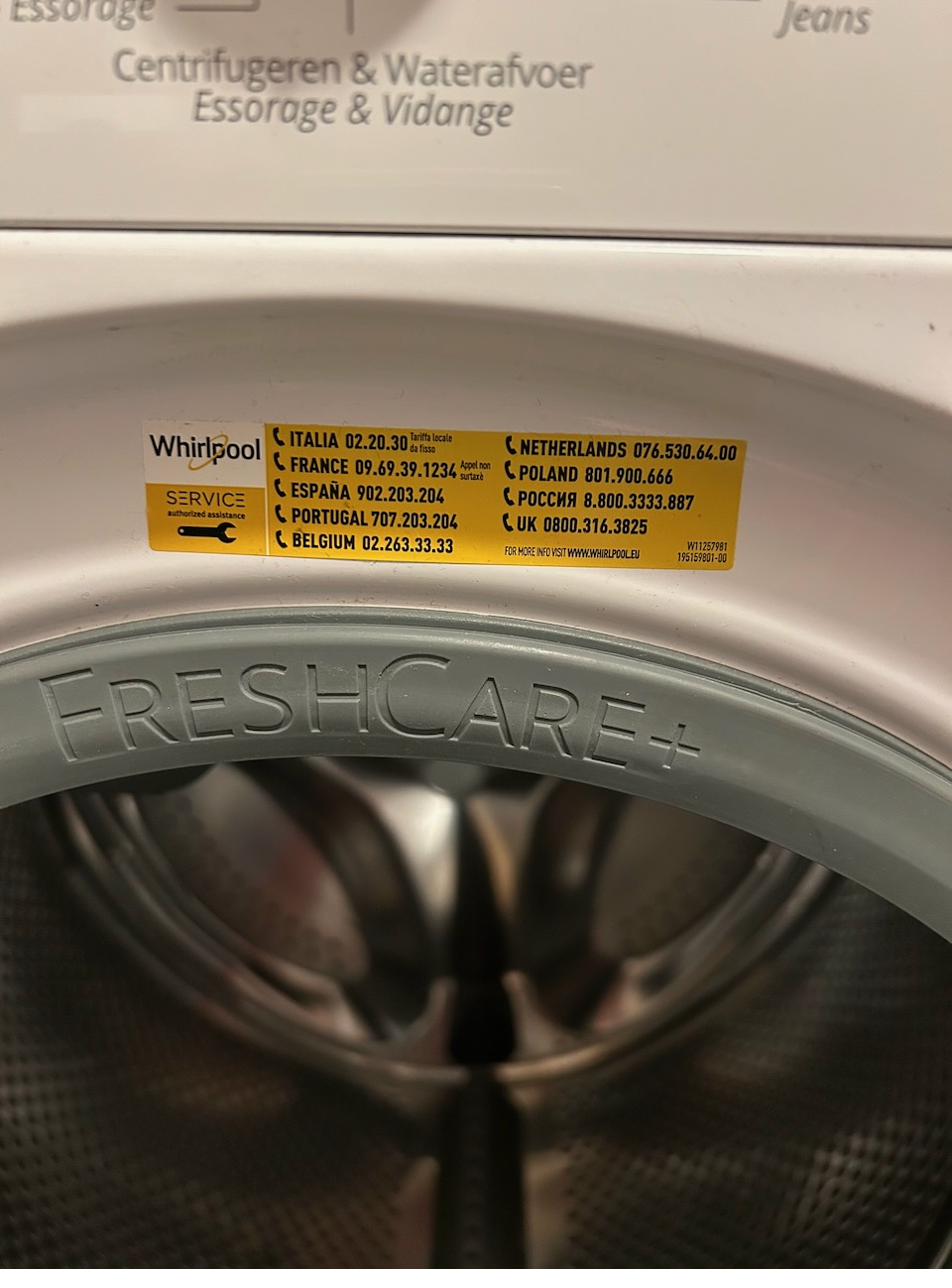 Essorage
Jeans
Centrifugeren & Waterafvoer
Essorage & Vidange
Whirlpool
SERVICE
authorized assistance
ITALIA 02.20.30 Tariffa locale da fisso
FRANCE 09.69.39.1234 Appel non surtaxé
ESPAÑA 902.203.204
PORTUGAL 707.203.204
BELGIUM 02.263.33.33
NETHERLANDS 076.530.64.00
POLAND 801.900.666
РОССИЯ 8.800.3333.887
UK 0800.316.3825
FOR MORE INFO VISIT WWW.WHIRLPOOL.EU
W11257981
195159801-00
FRESHCARE+